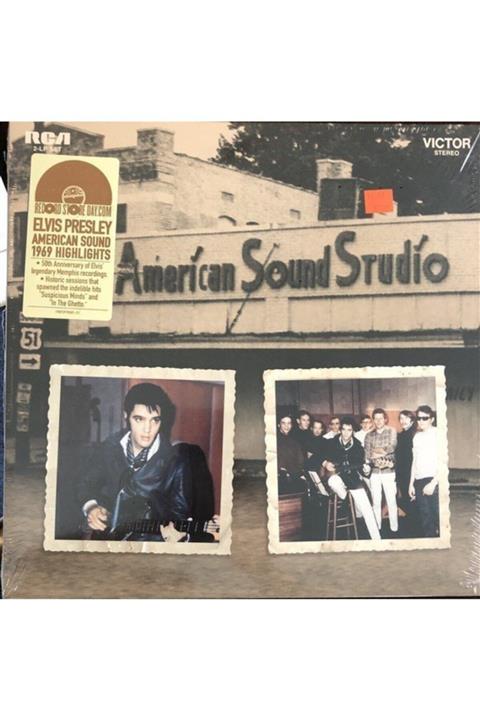 RCA
2-LP SET
VICTOR
STEREO
RECORD STORE DAY.COM
ELVIS PRESLEY
AMERICAN SOUND
1969 HIGHLIGHTS
• 50th Anniversary of Elvis'
legendary Memphis recordings.
• Historic sessions that
spawned the indelible hits
"Suspicious Minds" and
"In The Ghetto."
American Sound Studio
51